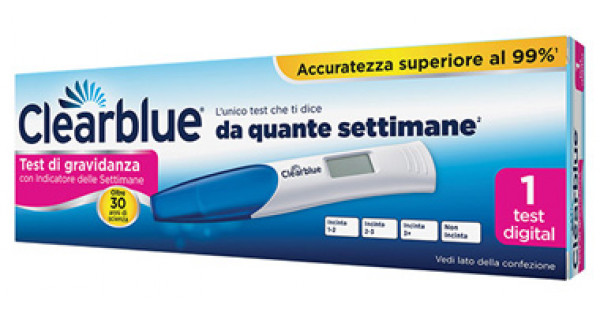 Accuratezza superiore al 99%¹
Clearblue®
L'unico test che ti dice
da quante settimane²
Test di gravidanza
con Indicatore delle Settimane
Oltre
30
anni di
scienza
Clearblue
Incinta
1-2
Incinta
2-3
Incinta
3+
Non
Incinta
1
test
digital
Vedi lato della confezione